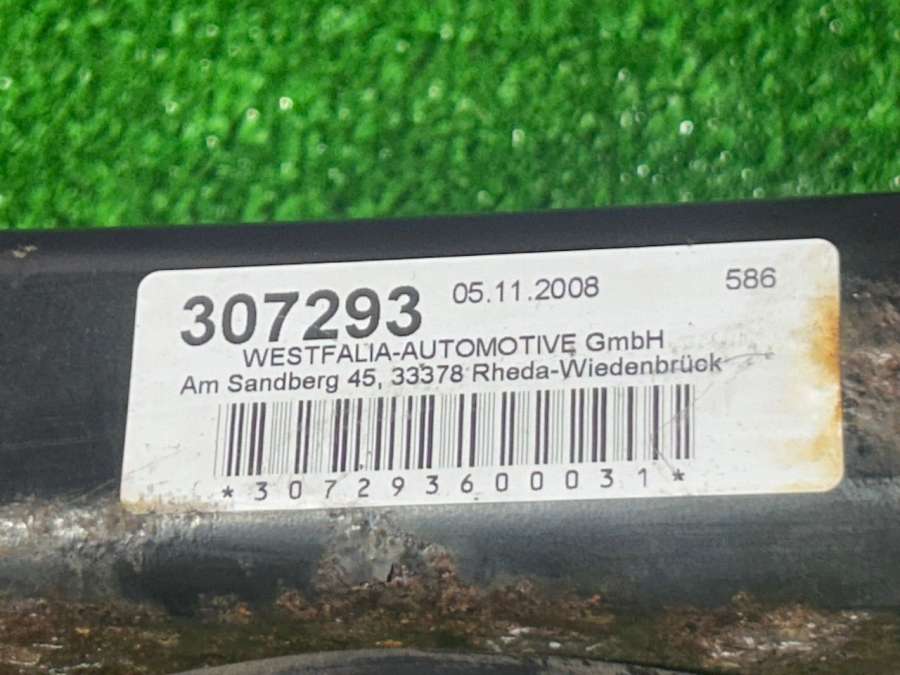 307293 05.11.2008 586
WESTFALIA-AUTOMOTIVE GmbH
Am Sandberg 45, 33378 Rheda-Wiedenbrück
*307293600031*